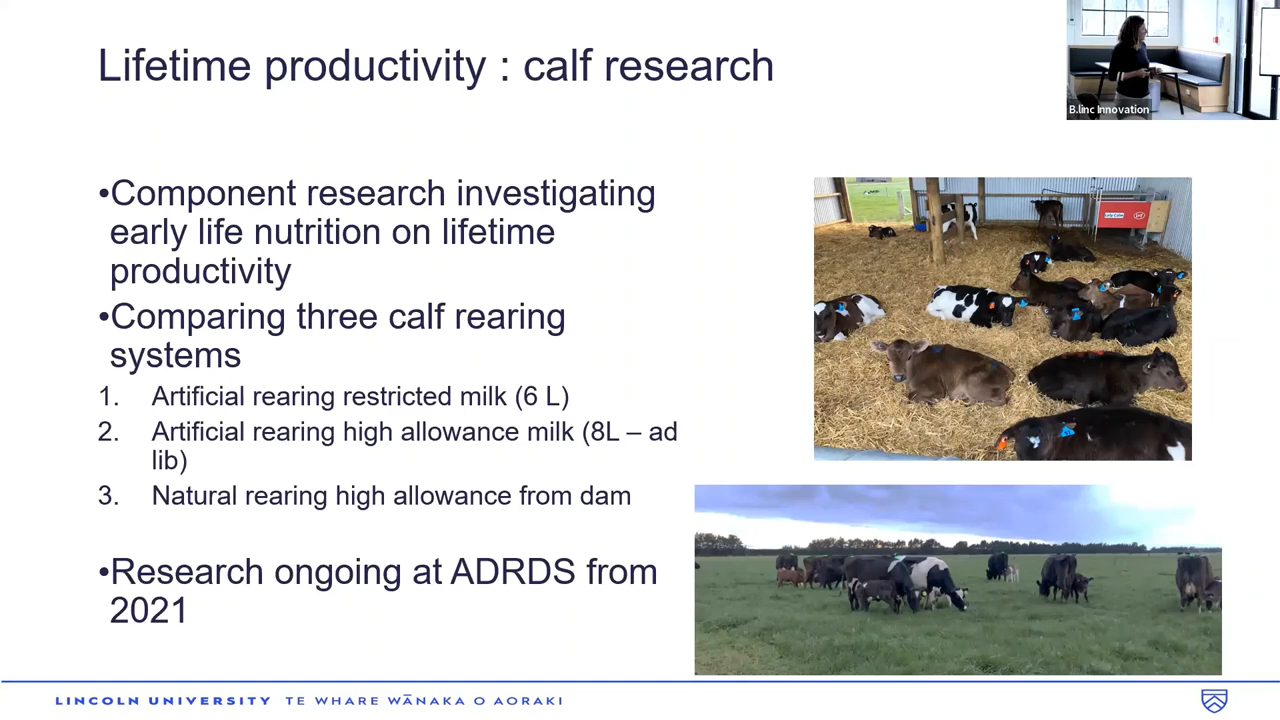 Lifetime productivity : calf research
B.linc Innovation
•Component research investigating
early life nutrition on lifetime
productivity
•Comparing three calf rearing
systems
1. Artificial rearing restricted milk (6 L)
2. Artificial rearing high allowance milk (8L – ad
lib)
3. Natural rearing high allowance from dam
•Research ongoing at ADRDS from
2021
LINCOLN UNIVERSITY TE WHARE WĀNAKA O AORAKI